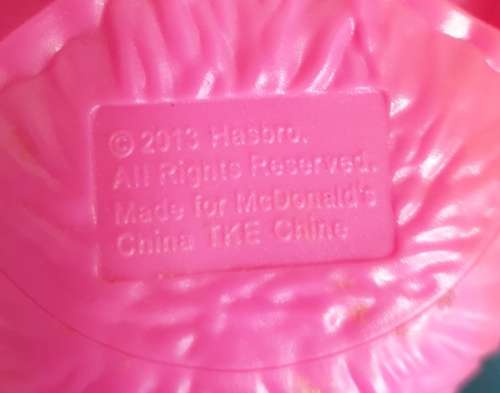 © 2013 Hasbro.
All Rights Reserved.
Made for McDonald's
China TKE Chine